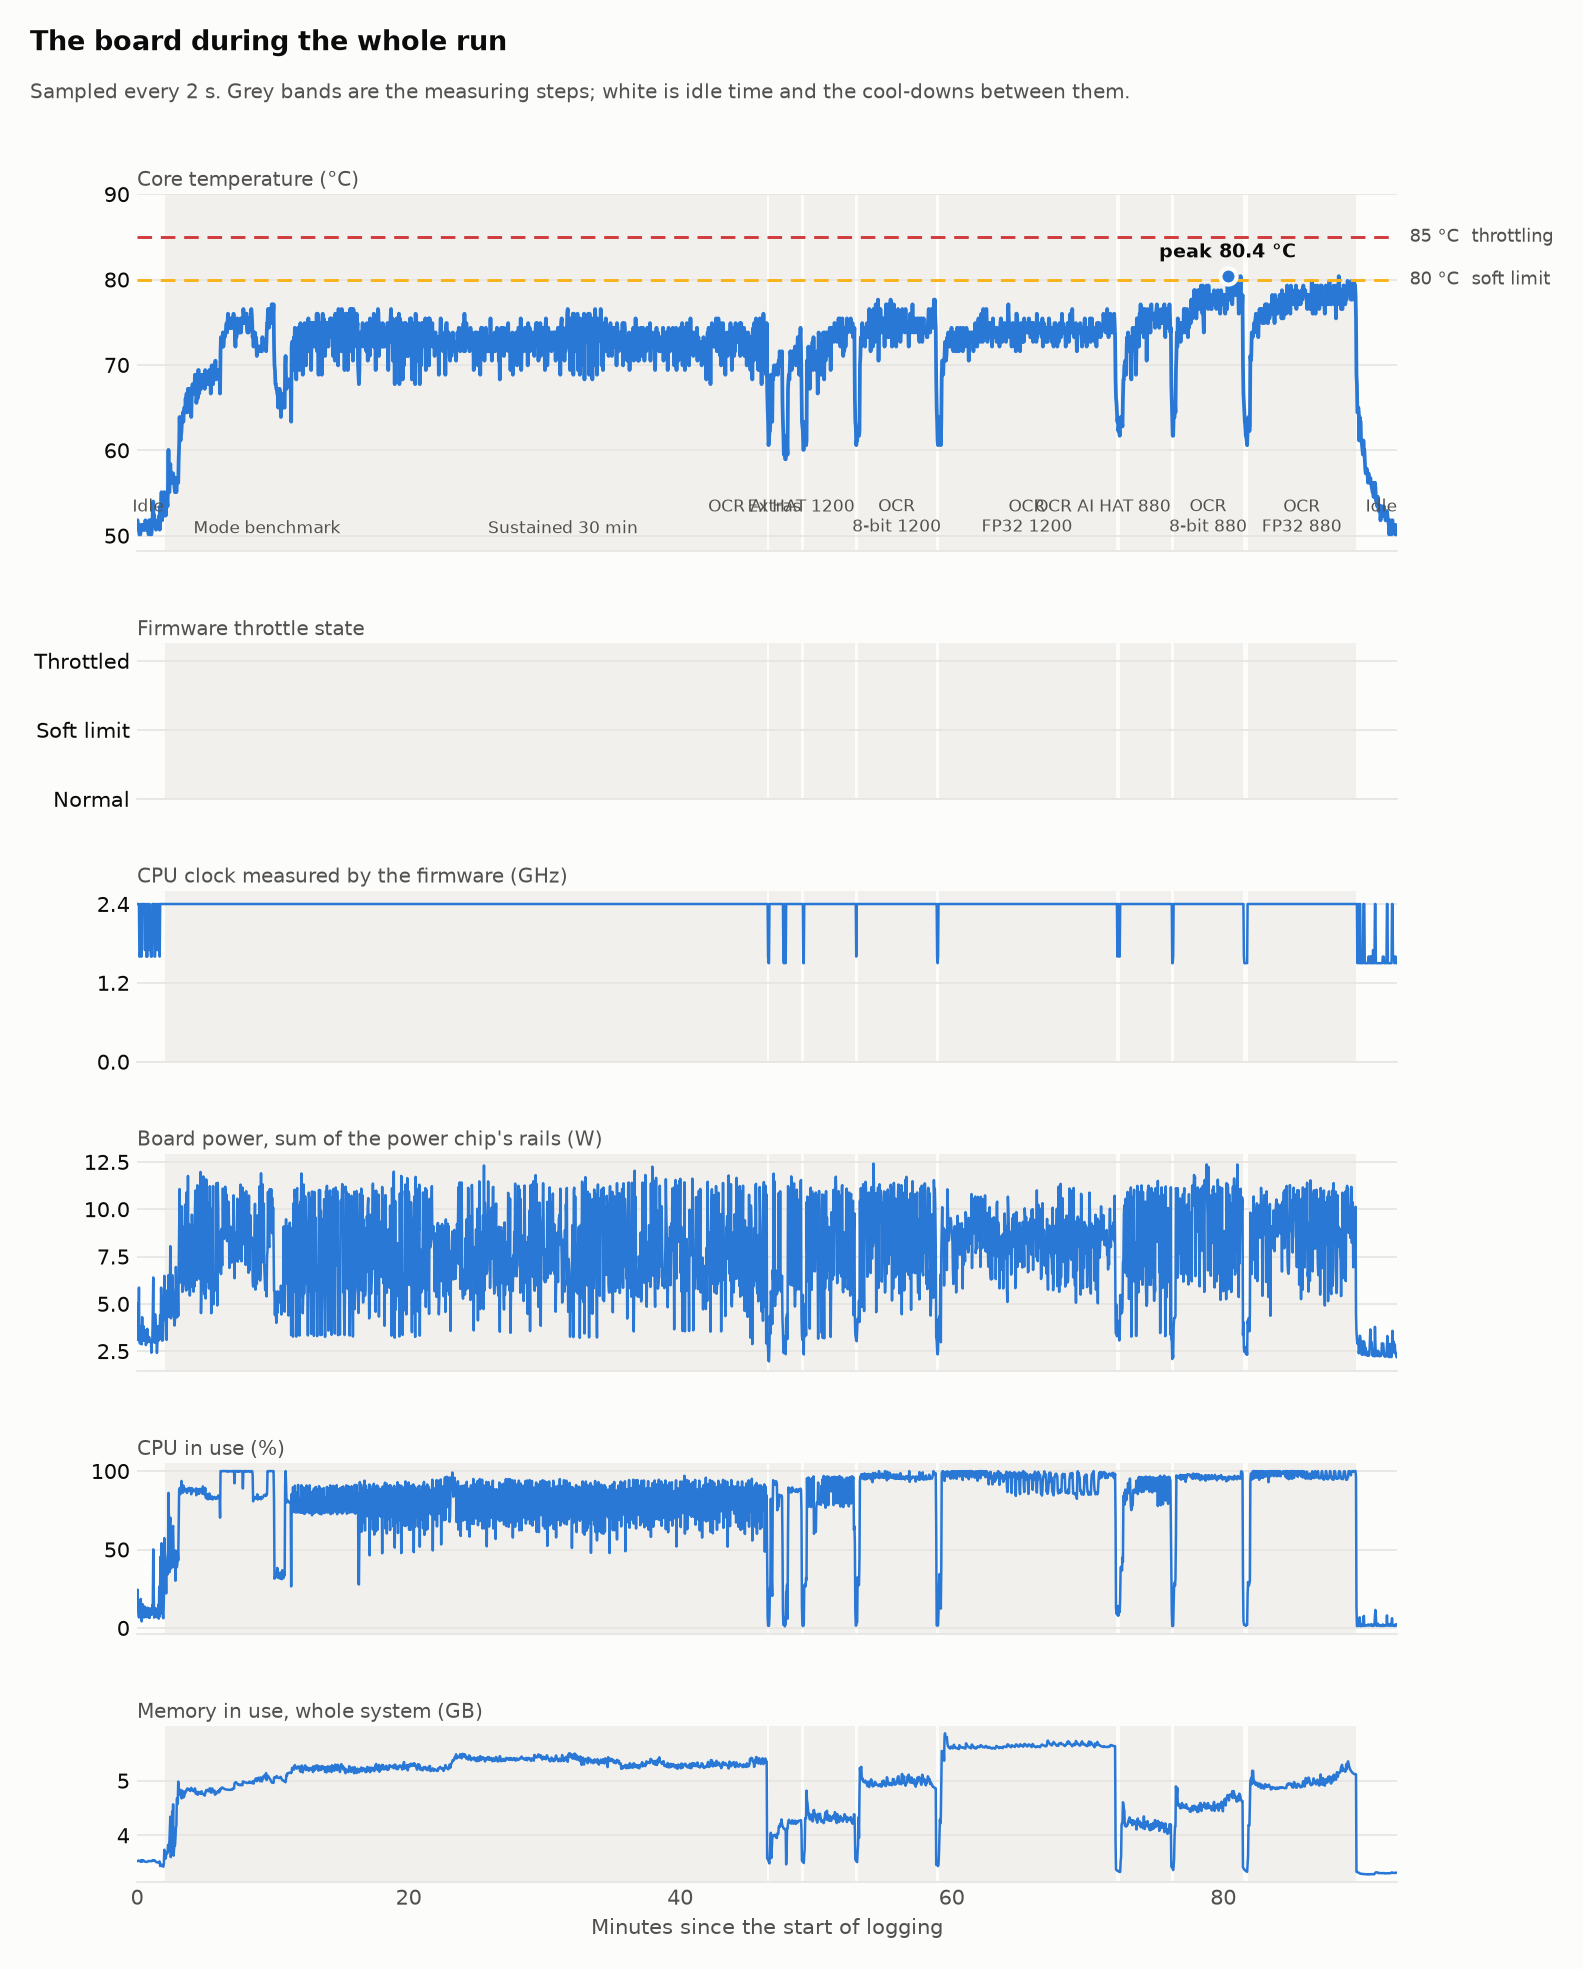 The board during the whole run
Sampled every 2 s. Grey bands are the measuring steps; white is idle time and the cool-downs between them.
Core temperature (°C)
90
85 °C throttling
peak 80.4 °C
80
80 °C soft limit
70
60
Idle
OCR AI HAT 1200
Extras
OCR
8-bit 1200
OCR
FP32 1200
OCR AI HAT 880
OCR
8-bit 880
OCR
FP32 880
Idle
Mode benchmark
Sustained 30 min
50
Firmware throttle state
Throttled
Soft limit
Normal
CPU clock measured by the firmware (GHz)
2.4
1.2
0.0
Board power, sum of the power chip's rails (W)
12.5
10.0
7.5
5.0
2.5
CPU in use (%)
100
50
0
Memory in use, whole system (GB)
5
4
0 20 40 60 80
Minutes since the start of logging